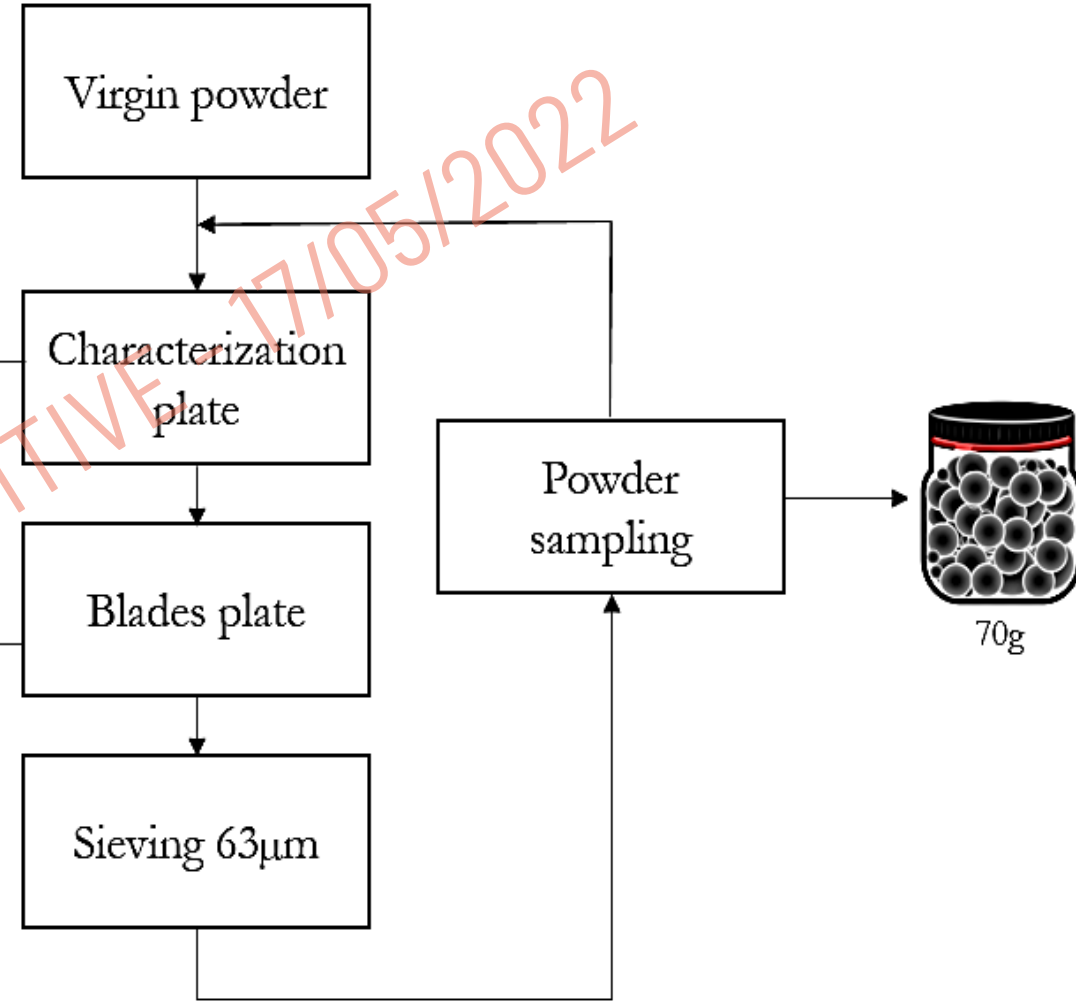 Virgin powder
Characterization
plate
Blades plate
Sieving 63μm
Powder
sampling
70g
- 17/05/2022